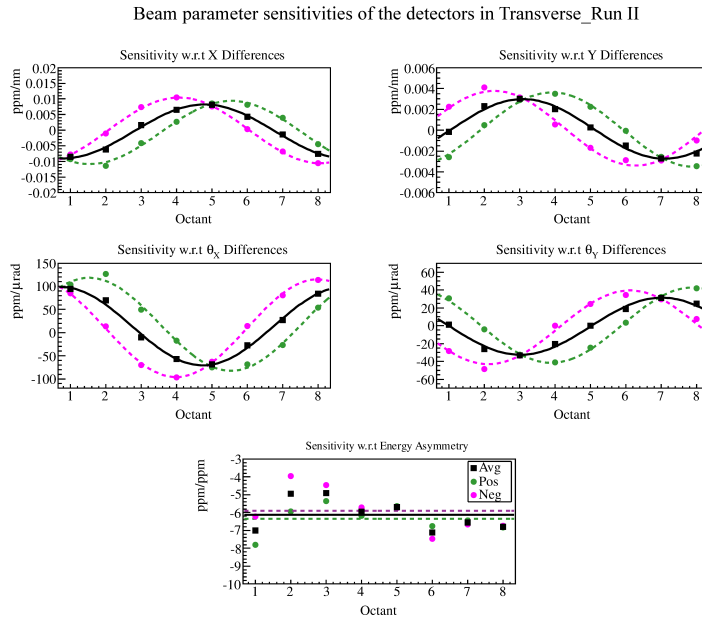 Beam parameter sensitivities of the detectors in Transverse_Run II
Sensitivity w.r.t X Differences
ppm/nm
0.02
0.015
0.01
0.005
0
-0.005
-0.01
-0.015
-0.02
1 2 3 4 5 6 7 8
Octant
Sensitivity w.r.t Y Differences
ppm/nm
0.006
0.004
0.002
0
-0.002
-0.004
-0.006
1 2 3 4 5 6 7 8
Octant
Sensitivity w.r.t θX Differences
ppm/μrad
150
100
50
0
-50
-100
1 2 3 4 5 6 7 8
Octant
Sensitivity w.r.t θY Differences
ppm/μrad
60
40
20
0
-20
-40
-60
1 2 3 4 5 6 7 8
Octant
Sensitivity w.r.t Energy Asymmetry
ppm/ppm
-3
-4
-5
-6
-7
-8
-9
-10
1 2 3 4 5 6 7 8
Octant
Avg
Pos
Neg